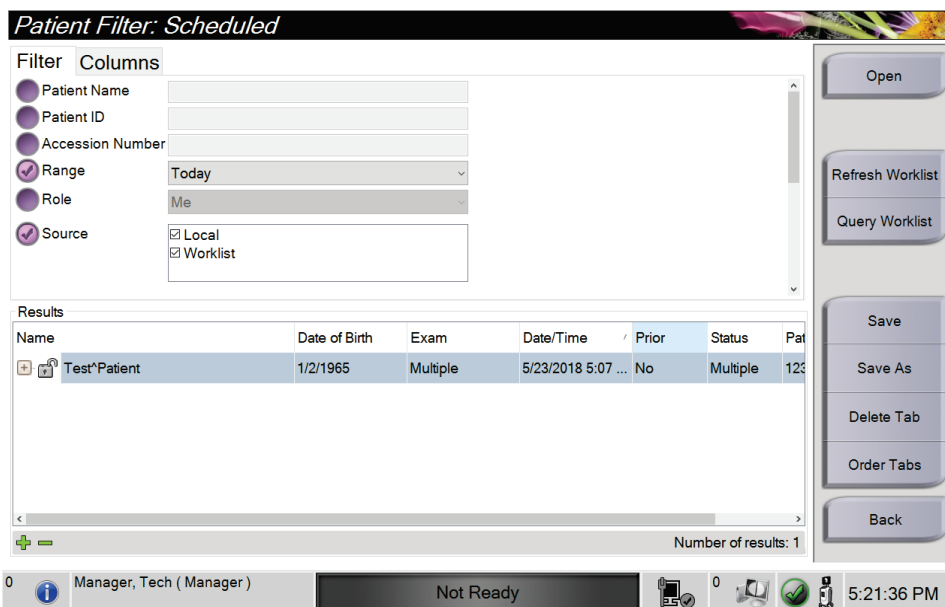 Patient Filter: Scheduled
Filter Columns
Patient Name
Patient ID
Accession Number
Range Today
Role Me
Source Local
Worklist
Open
Refresh Worklist
Query Worklist
Save
Save As
Delete Tab
Order Tabs
Back
Results
Name Date of Birth Exam Date/Time Prior Status Pat
Test^Patient 1/2/1965 Multiple 5/23/2018 5:07 ... No Multiple 123
Number of results: 1
0 Manager, Tech ( Manager ) Not Ready 0 5:21:36 PM